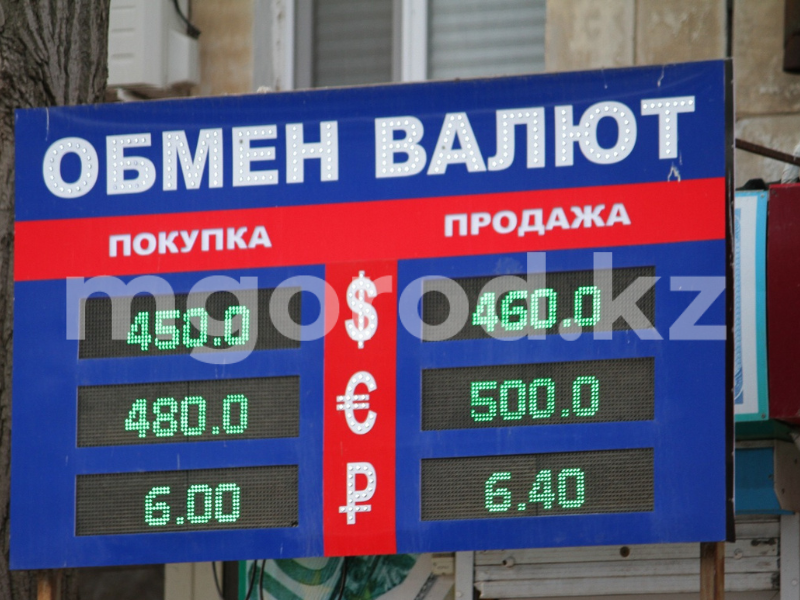 ОБМЕН ВАЛЮТ
ПОКУПКА ПРОДАЖА
450.0 $ 460.0
480.0 € 500.0
6.00 ₽ 6.40
mgorod.kz